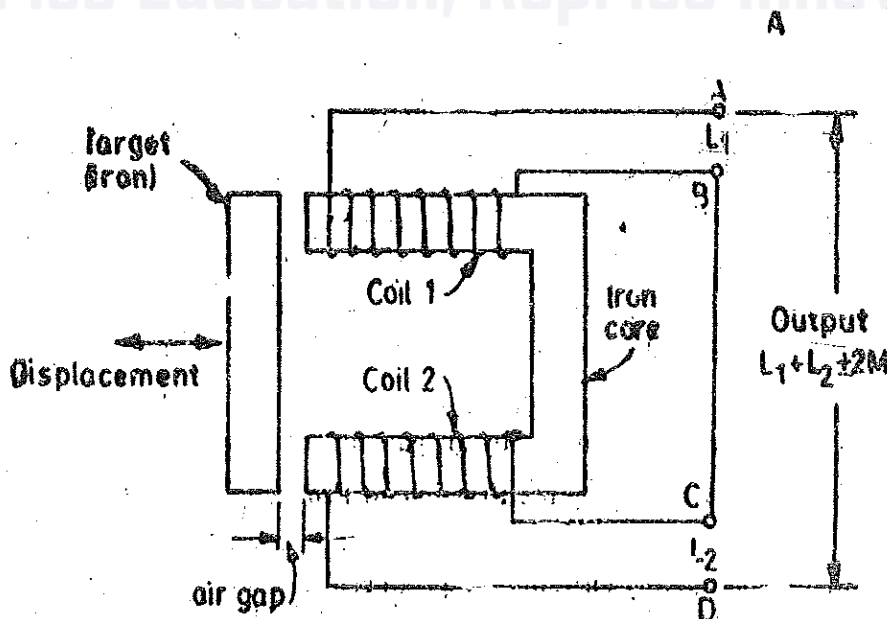 A
L1
B
Target
(Iron)
Coil 1
Iron
core
Output
L1+L2±2M
Displacement
Coil 2
C
L2
air gap
D